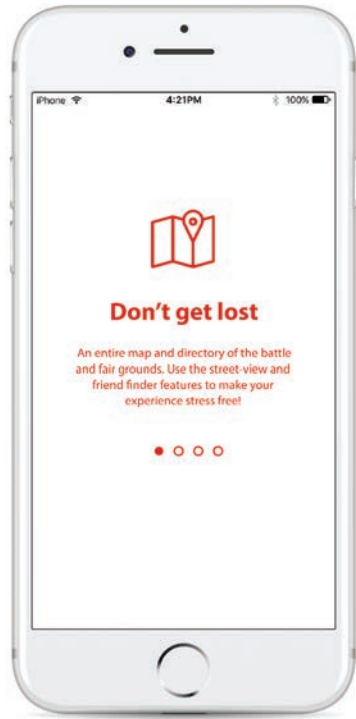 iPhone 4:21PM 100%
Don't get lost
An entire map and directory of the battle
and fair grounds. Use the street-view and
friend finder features to make your
experience stress free!